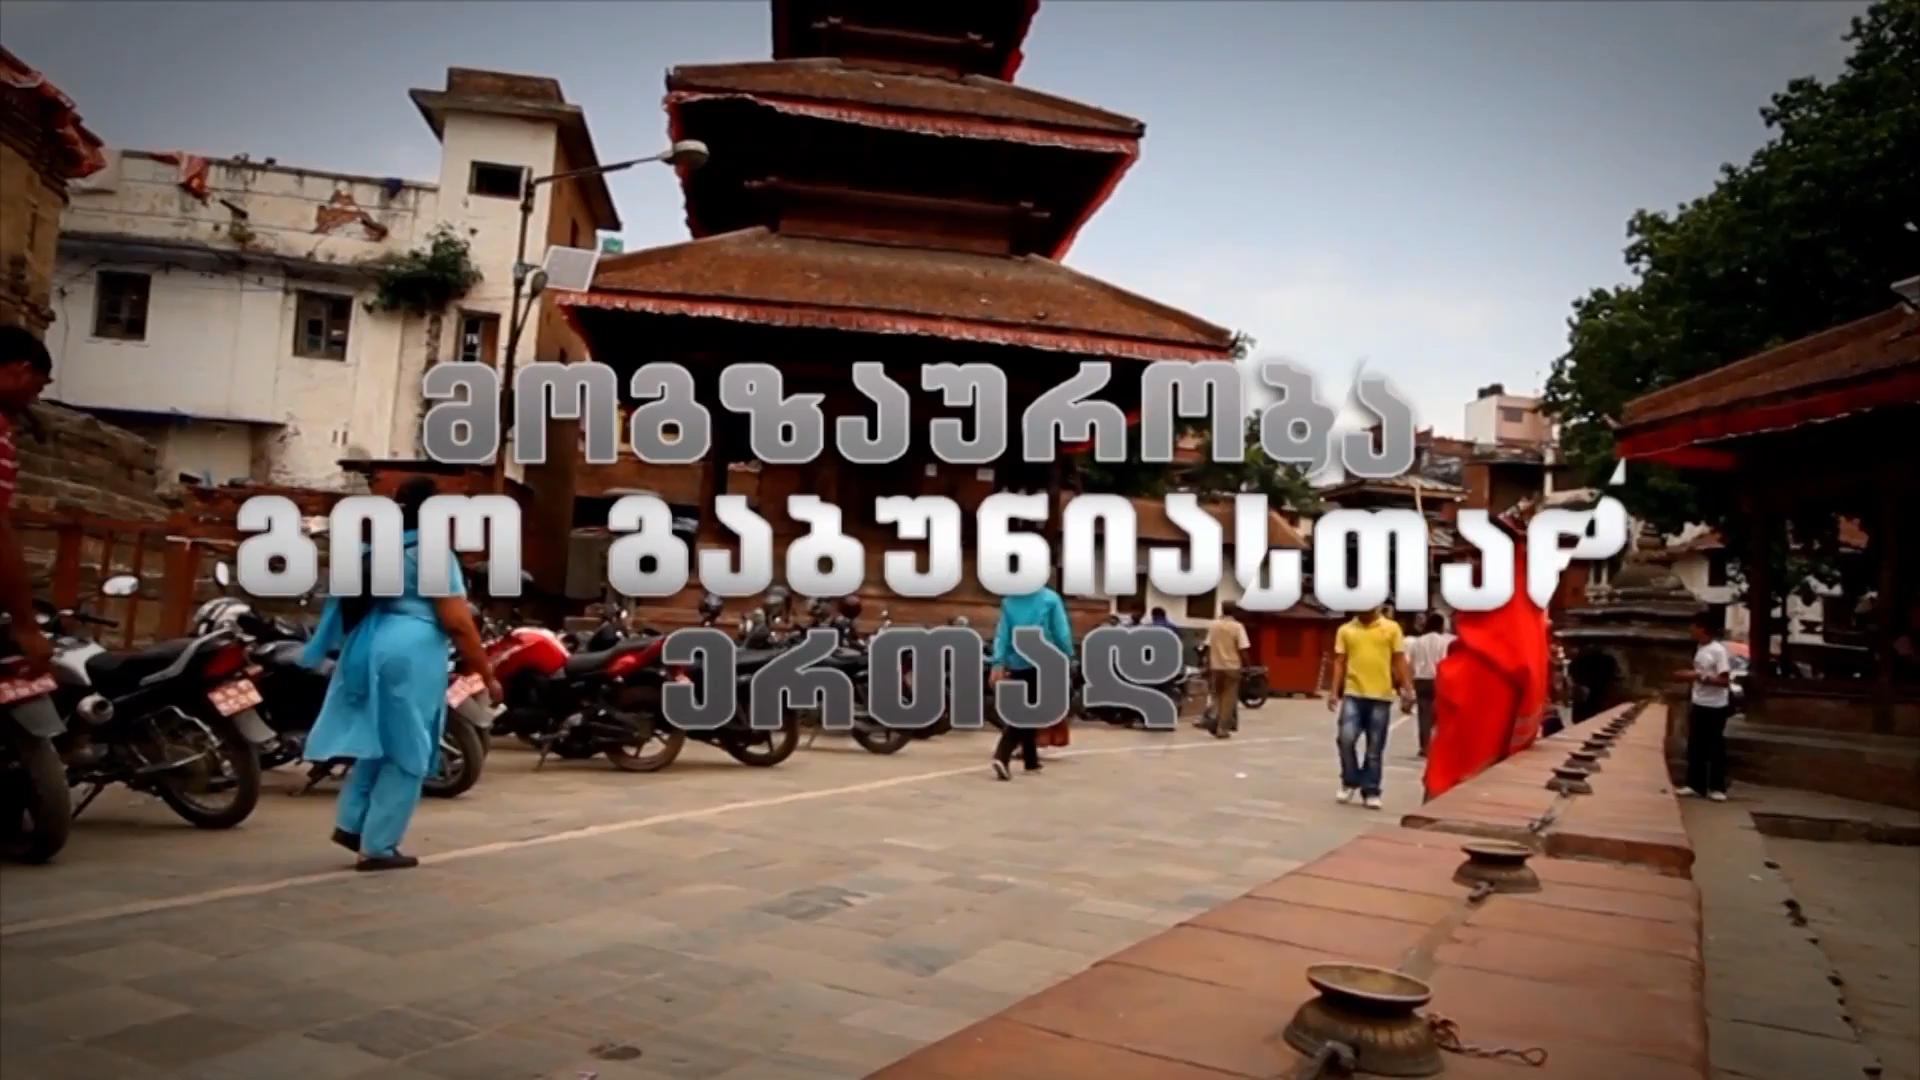 მოგზაურობა
გიო გაბუნიასთან
ერთად